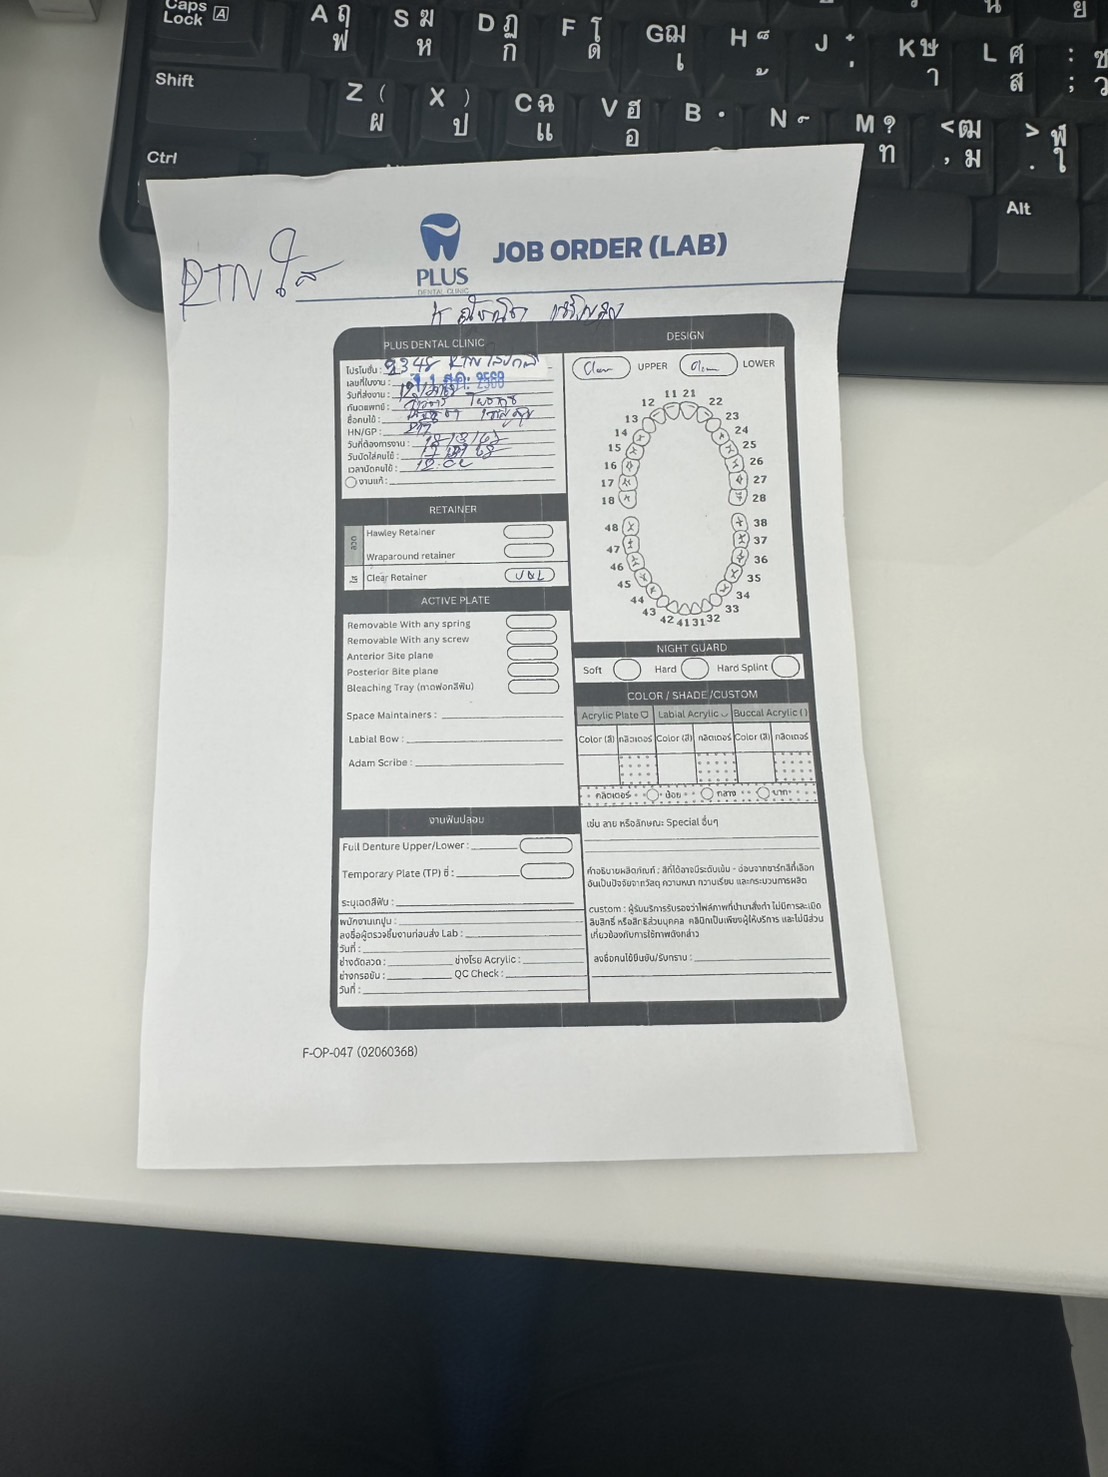 Caps Lock A A ฤ ฟ S ฆ ห D ฏ ก F โ ด G ฌ เ H ็ ้ J ๋ ่ K ษ า L ศ ส : ; ซ ว
Shift Z ( ผ X ) ป C ฉ แ V ฮ อ B N M ? ท < ฒ , ม > ฬ . ใ
Ctrl Alt
RTN ใส
PLUS
DENTAL CLINIC
JOB ORDER (LAB)
PLUS DENTAL CLINIC
โปรโมชั่น : RTN
เลขที่ใบงาน : 2568
วันที่ส่งงาน :
ทันตแพทย์ :
ชื่อคนไข้ :
HN/GP :
วันที่ต้องการงาน :
วันนัดใส่คนไข้ :
เวลานัดคนไข้ :
งานแก้ :
RETAINER
Hawley Retainer
Wraparound retainer
ลวด
ใส Clear Retainer U&L
ACTIVE PLATE
Removable With any spring
Removable With any screw
Anterior Bite plane
Posterior Bite plane
Bleaching Tray (ถาดฟอกสีฟัน)
Space Maintainers :
Labial Bow :
Adam Scribe :
งานฟันปลอม
Full Denture Upper/Lower :
Temporary Plate (TP) ซี่ :
ระบุเฉดสีฟัน :
พนักงานเทปูน :
ลงชื่อผู้ตรวจชิ้นงานก่อนส่ง Lab :
วันที่ :
ช่างดัดลวด : ช่างโรย Acrylic :
ช่างกรอขัด : QC Check :
วันที่ :
DESIGN
Clear UPPER Clear LOWER
11 21
12 22
13 23
14 24
15 25
16 26
17 27
18 28
48 38
47 37
46 36
45 35
44 34
43 33
42 41 31 32
NIGHT GUARD
Soft Hard Hard Splint
COLOR / SHADE /CUSTOM
Acrylic Plate Labial Acrylic Buccal Acrylic ( )
Color (สี) กลิตเตอร์ Color (สี) กลิตเตอร์ Color (สี) กลิตเตอร์
กลิตเตอร์ น้อย กลาง มาก
เช่น ลาย หรือลักษณะ Special อื่นๆ
คำอธิบายผลิตภัณฑ์ : สีที่ได้อาจมีระดับเข้ม - อ่อนจากชาร์ทสีที่เลือก
อันเป็นปัจจัยจากวัสดุ ความหนา ความเรียบ และกระบวนการผลิต
custom : ผู้รับบริการรับรองว่าไฟล์ภาพที่นำมาสั่งทำ ไม่มีการละเมิด
ลิขสิทธิ์ หรือสิทธิส่วนบุคคล คลินิกเป็นเพียงผู้ให้บริการ และไม่มีส่วน
เกี่ยวข้องกับการใช้ภาพดังกล่าว
ลงชื่อคนไข้ยืนยัน/รับทราบ :
F-OP-047 (02060368)